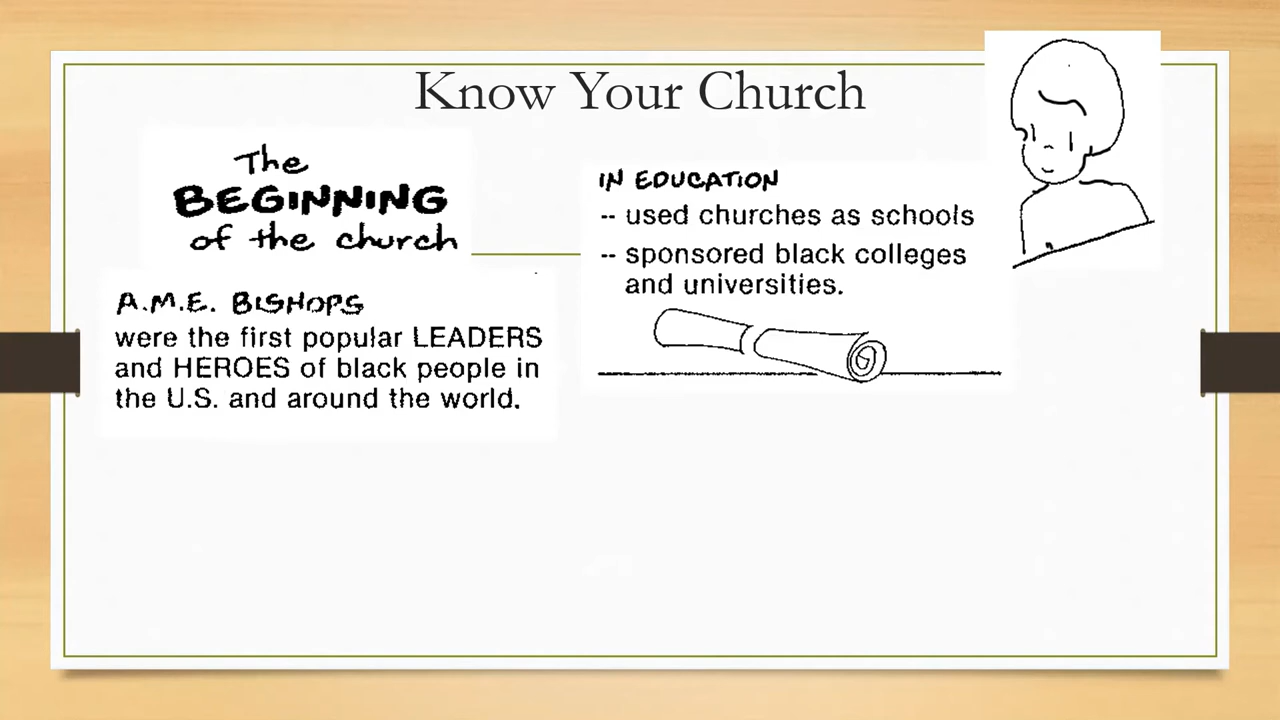 Know Your Church
The
BEGINNING
of the church
A.M.E. BISHOPS
were the first popular LEADERS
and HEROES of black people in
the U.S. and around the world.
IN EDUCATION
-- used churches as schools
-- sponsored black colleges
and universities.